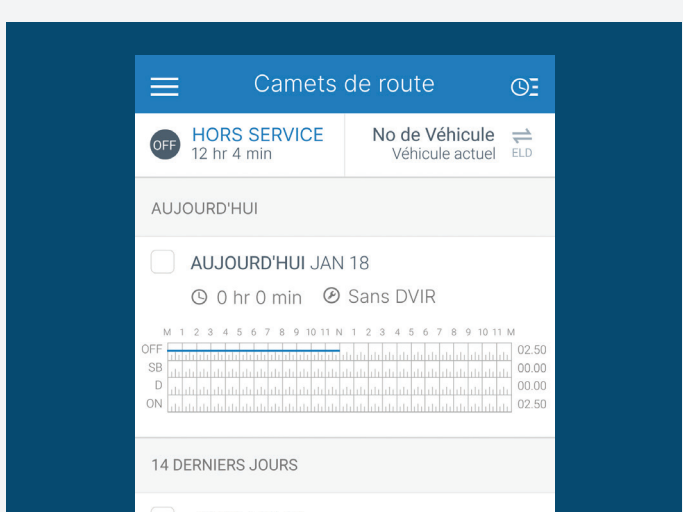 Camets de route
OFF HORS SERVICE
12 hr 4 min
No de Véhicule
Véhicule actuel
ELD
AUJOURD'HUI
AUJOURD'HUI JAN 18
0 hr 0 min Sans DVIR
M 1 2 3 4 5 6 7 8 9 10 11 N 1 2 3 4 5 6 7 8 9 10 11 M
OFF 02.50
SB 00.00
D 00.00
ON 02.50
14 DERNIERS JOURS